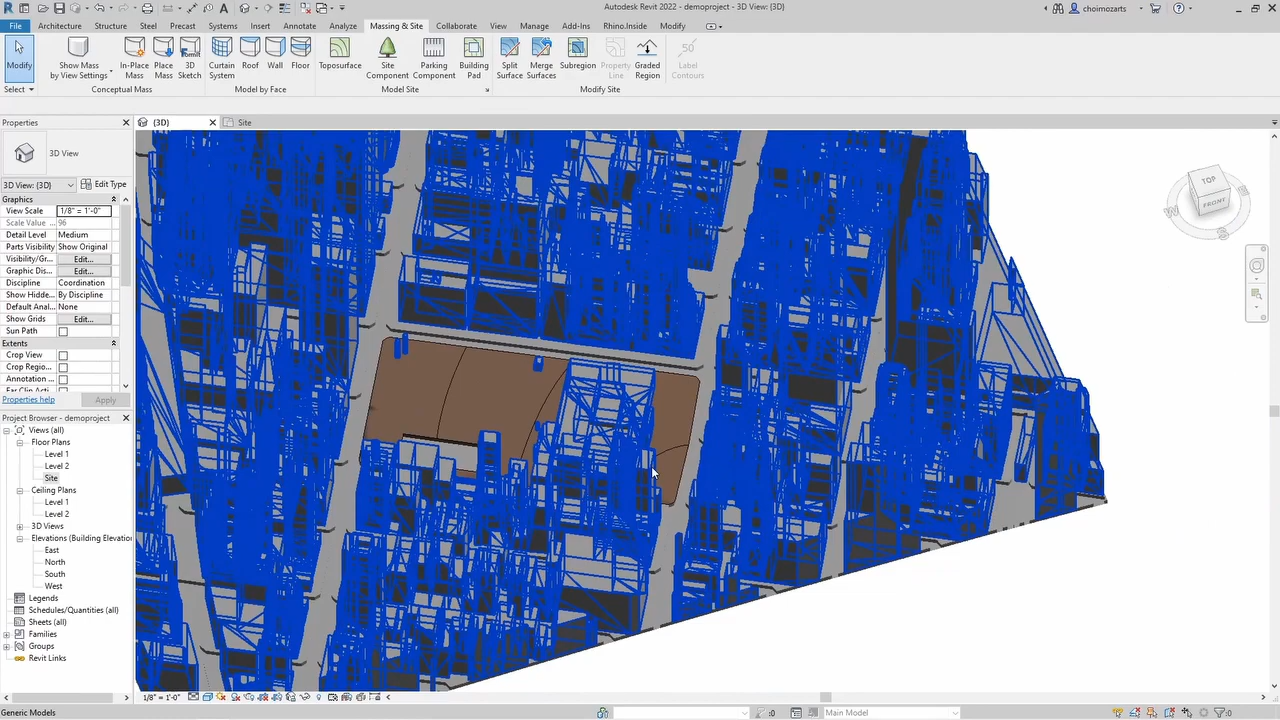 Autodesk Revit 2022 - demoproject - 3D View: {3D}
choimozarts
File Architecture Structure Steel Precast Systems Insert Annotate Analyze Massing & Site Collaborate View Manage Add-Ins Rhino.Inside Modify
Modify
Show Mass
by View Settings
In-Place
Mass
Place
Mass
3D
Sketch
Curtain
System
Roof
Wall
Floor
Toposurface
Site
Component
Parking
Component
Building
Pad
Split
Surface
Merge
Surfaces
Subregion
Property
Line
Graded
Region
50
Label
Contours
Select
Conceptual Mass
Model by Face
Model Site
Modify Site
Properties
{3D}
Site
3D View
3D View: {3D}
Edit Type
Graphics
View Scale 1/8" = 1'-0"
Scale Value ... 96
Detail Level Medium
Parts Visibility Show Original
Visibility/Gr... Edit...
Graphic Dis... Edit...
Discipline Coordination
Show Hidde... By Discipline
Default Anal... None
Show Grids Edit...
Sun Path
Extents
Crop View
Crop Regio...
Annotation ...
Properties help
Apply
Project Browser - demoproject
Views (all)
Floor Plans
Level 1
Level 2
Site
Ceiling Plans
Level 1
Level 2
3D Views
Elevations (Building Elevation
East
North
South
West
Legends
Schedules/Quantities (all)
Sheets (all)
Families
Groups
Revit Links
TOP
FRONT
W
S
1/8" = 1'-0"
Generic Models
:0
Main Model
:0